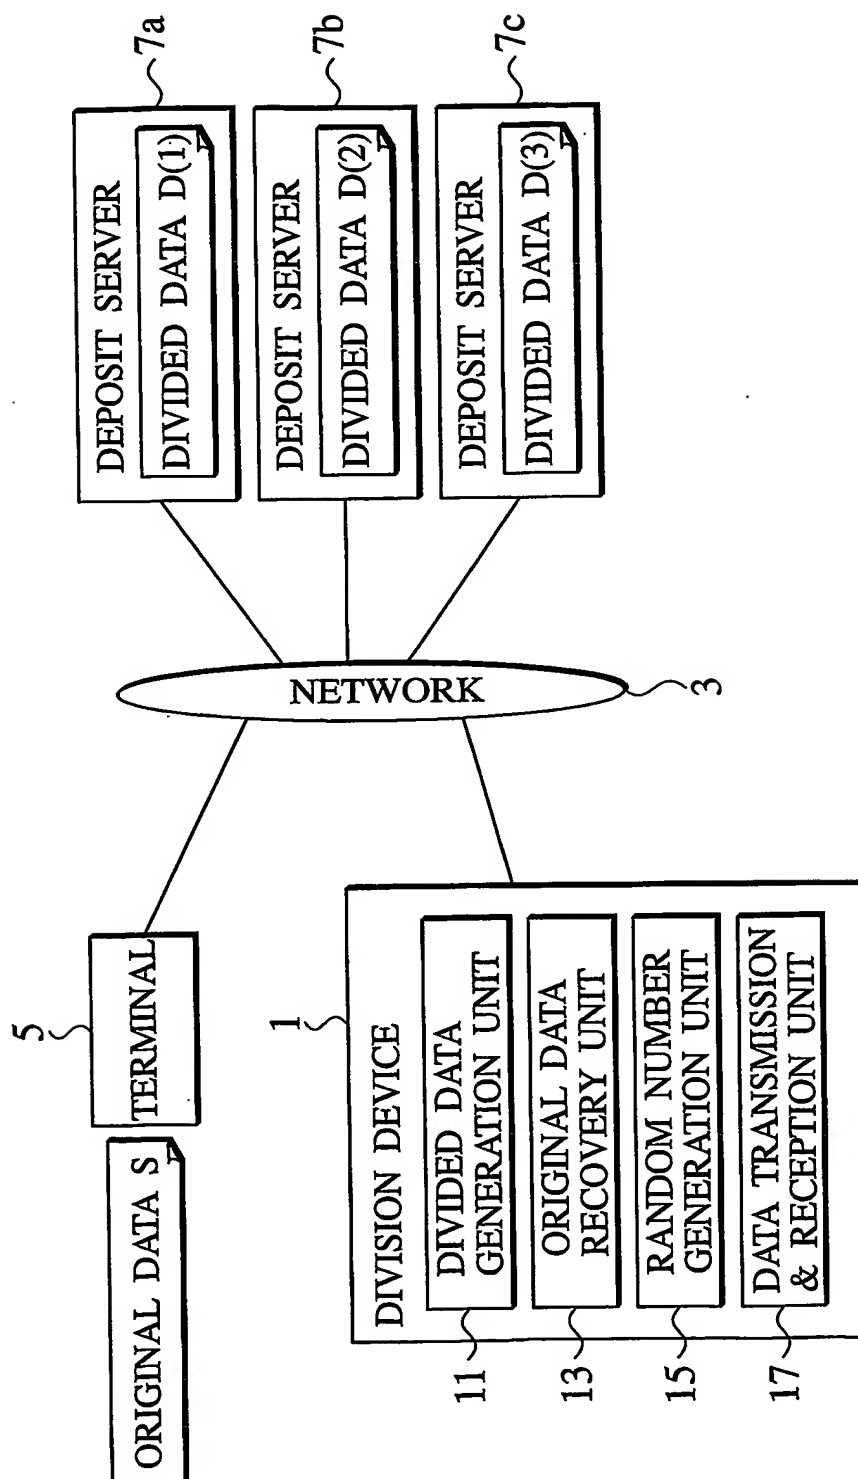 ORIGINAL DATA S
5
TERMINAL
1
DIVISION DEVICE
11
DIVIDED DATA
GENERATION UNIT
13
ORIGINAL DATA
RECOVERY UNIT
15
RANDOM NUMBER
GENERATION UNIT
17
DATA TRANSMISSION
& RECEPTION UNIT
NETWORK
3
7a
DEPOSIT SERVER
DIVIDED DATA D(1)
7b
DEPOSIT SERVER
DIVIDED DATA D(2)
7c
DEPOSIT SERVER
DIVIDED DATA D(3)